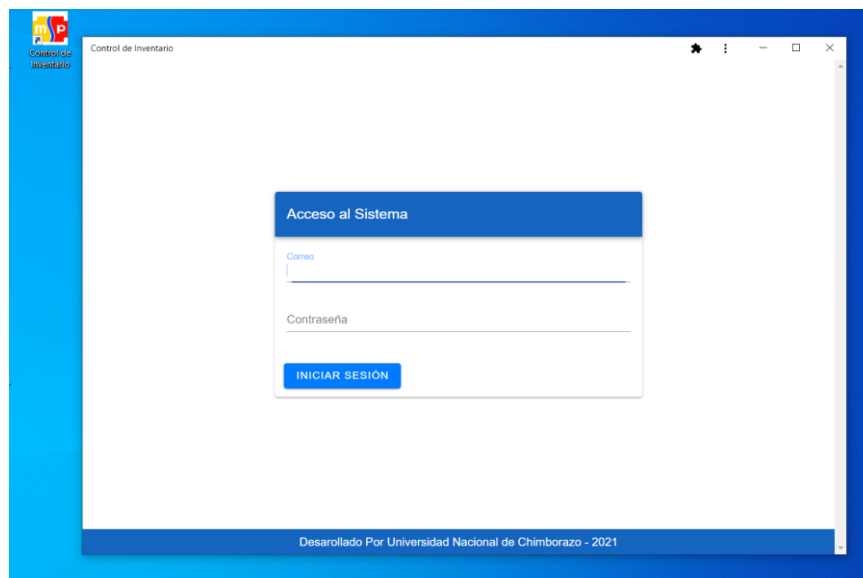 m P
Control de
Inventario
Control de Inventario
Acceso al Sistema
Correo
Contraseña
INICIAR SESIÓN
Desarollado Por Universidad Nacional de Chimborazo - 2021